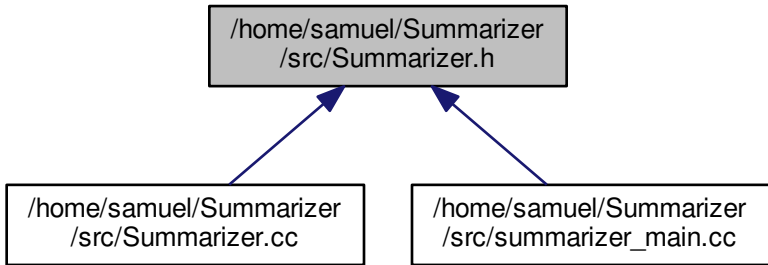 /home/samuel/Summarizer
/src/Summarizer.h
/home/samuel/Summarizer
/src/Summarizer.cc
/home/samuel/Summarizer
/src/summarizer_main.cc